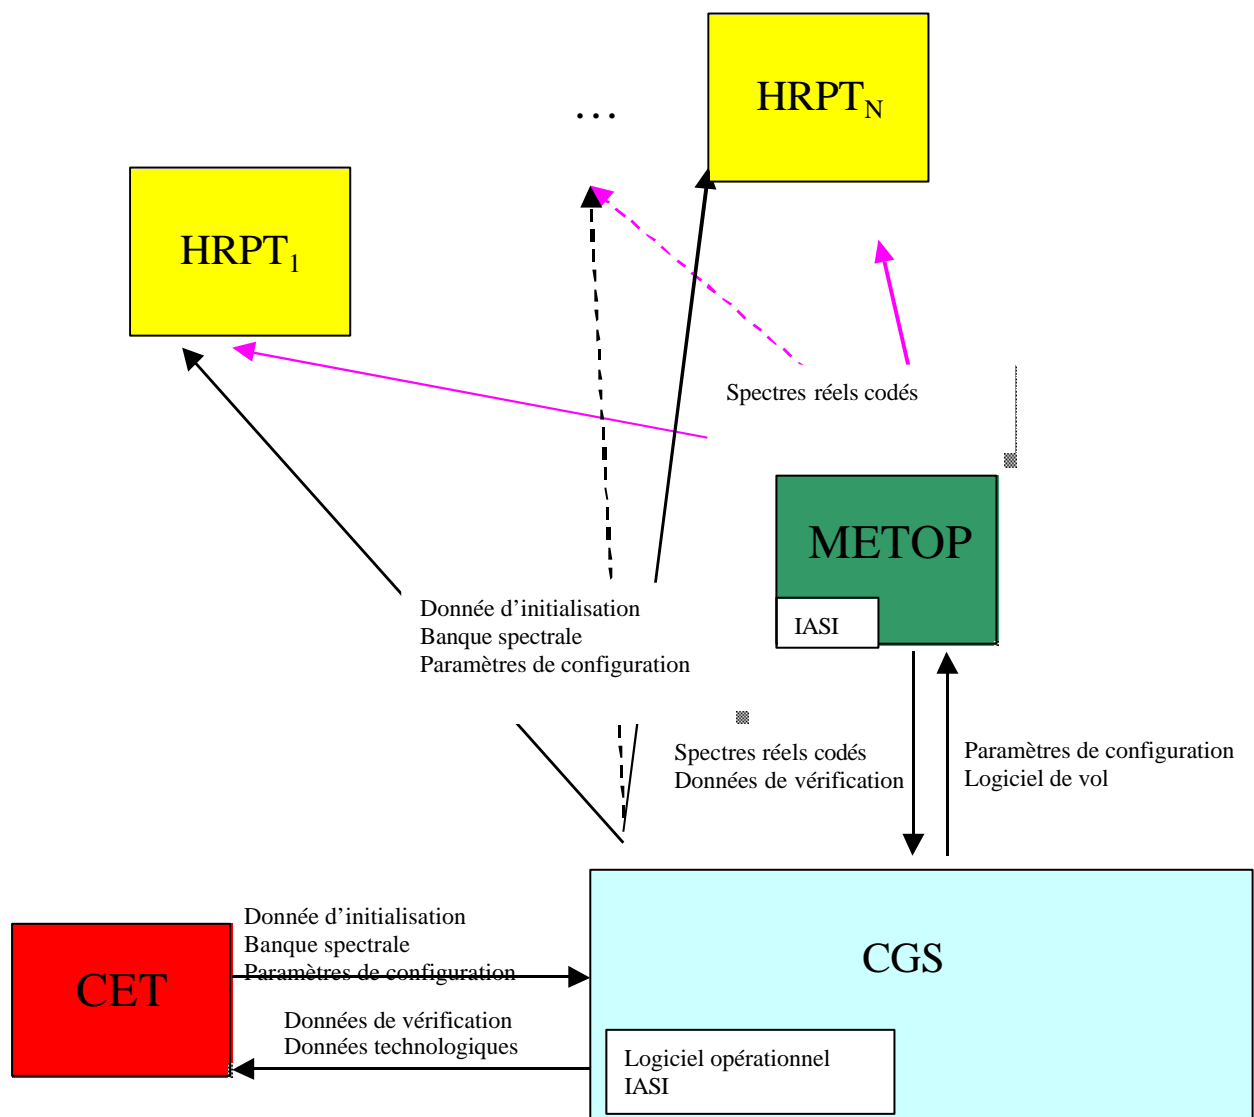 HRPTN
…
HRPT1
Spectres réels codés
METOP
IASI
Donnée d’initialisation
Banque spectrale
Paramètres de configuration
Spectres réels codés
Données de vérification
Paramètres de configuration
Logiciel de vol
Donnée d’initialisation
Banque spectrale
Paramètres de configuration
CET
CGS
Données de vérification
Données technologiques
Logiciel opérationnel
IASI